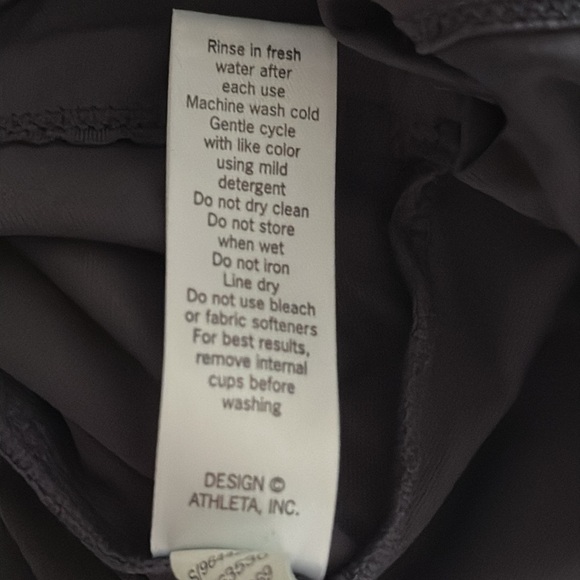 Rinse in fresh
water after
each use
Machine wash cold
Gentle cycle
with like color
using mild
detergent
Do not dry clean
Do not store
when wet
Do not iron
Line dry
Do not use bleach
or fabric softeners
For best results,
remove internal
cups before
washing
DESIGN ©
ATHLETA, INC.